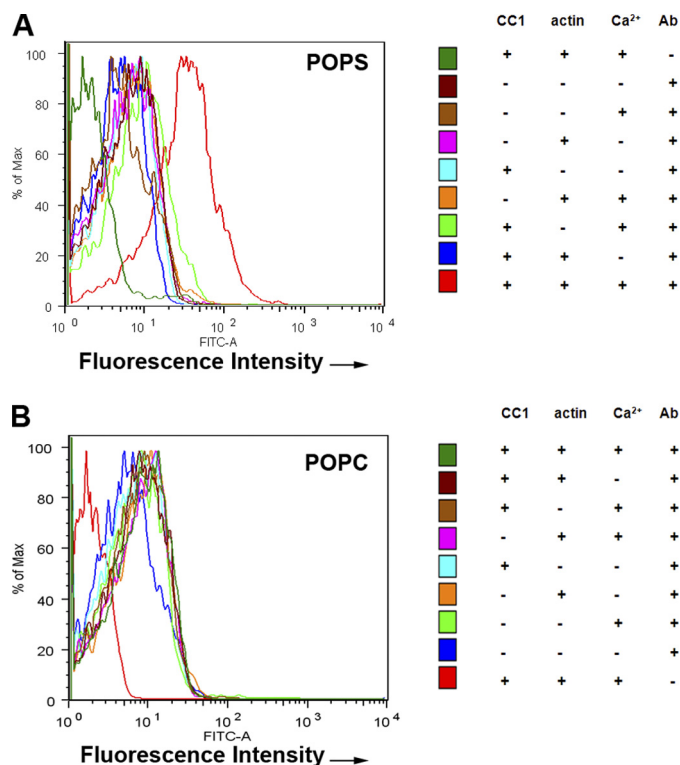 A
POPS
% of Max
100
80
60
40
20
0
10^0 10^1 10^2 10^3 10^4
FITC-A
Fluorescence Intensity →
CC1 actin Ca²⁺ Ab
+ + + -
- - - +
- - + +
- + - +
+ - - +
- + + +
+ - + +
+ + - +
+ + + +
B
POPC
% of Max
100
80
60
40
20
0
10^0 10^1 10^2 10^3 10^4
FITC-A
Fluorescence Intensity →
CC1 actin Ca²⁺ Ab
+ + + +
+ + - +
+ - + +
- + + +
+ - - +
- + - +
- - + +
- - - +
+ + + -